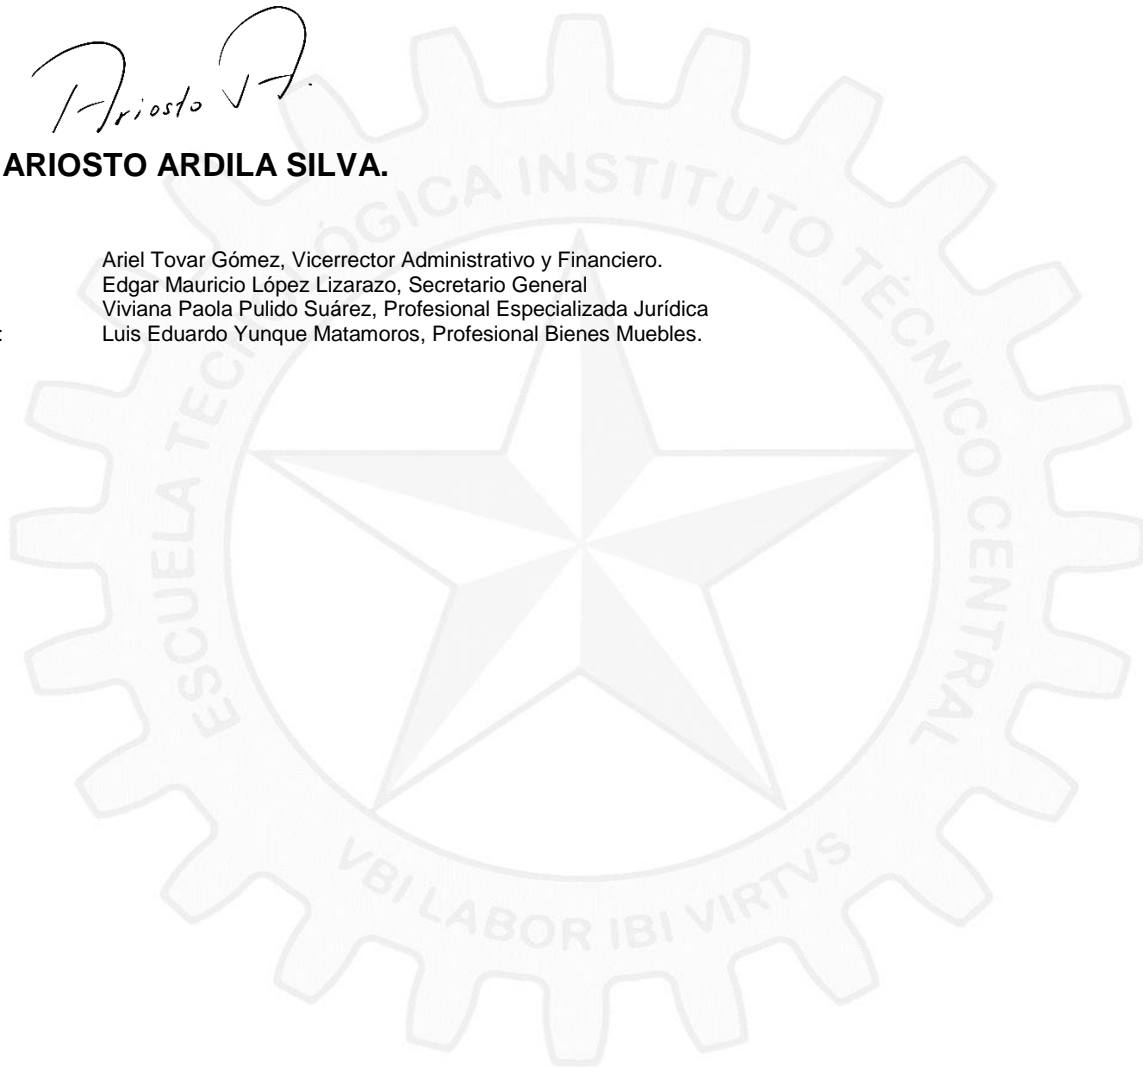 Ariosto A.
ARIOSTO ARDILA SILVA.
Ariel Tovar Gómez, Vicerrector Administrativo y Financiero.
Edgar Mauricio López Lizarazo, Secretario General
Viviana Paola Pulido Suárez, Profesional Especializada Jurídica
: Luis Eduardo Yunque Matamoros, Profesional Bienes Muebles.
ESCUELA TECNOLÓGICA INSTITUTO TÉCNICO CENTRAL
VBI LABOR IBI VIRTVS